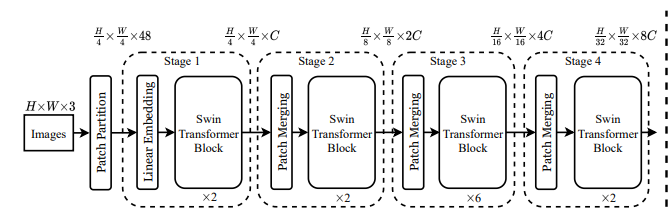 H/4 × W/4 × 48
H/4 × W/4 × C
H/8 × W/8 × 2C
H/16 × W/16 × 4C
H/32 × W/32 × 8C
Stage 1
Stage 2
Stage 3
Stage 4
H×W×3
Images
Patch Partition
Linear Embedding
Swin
Transformer
Block
×2
Patch Merging
Swin
Transformer
Block
×2
Patch Merging
Swin
Transformer
Block
×6
Patch Merging
Swin
Transformer
Block
×2